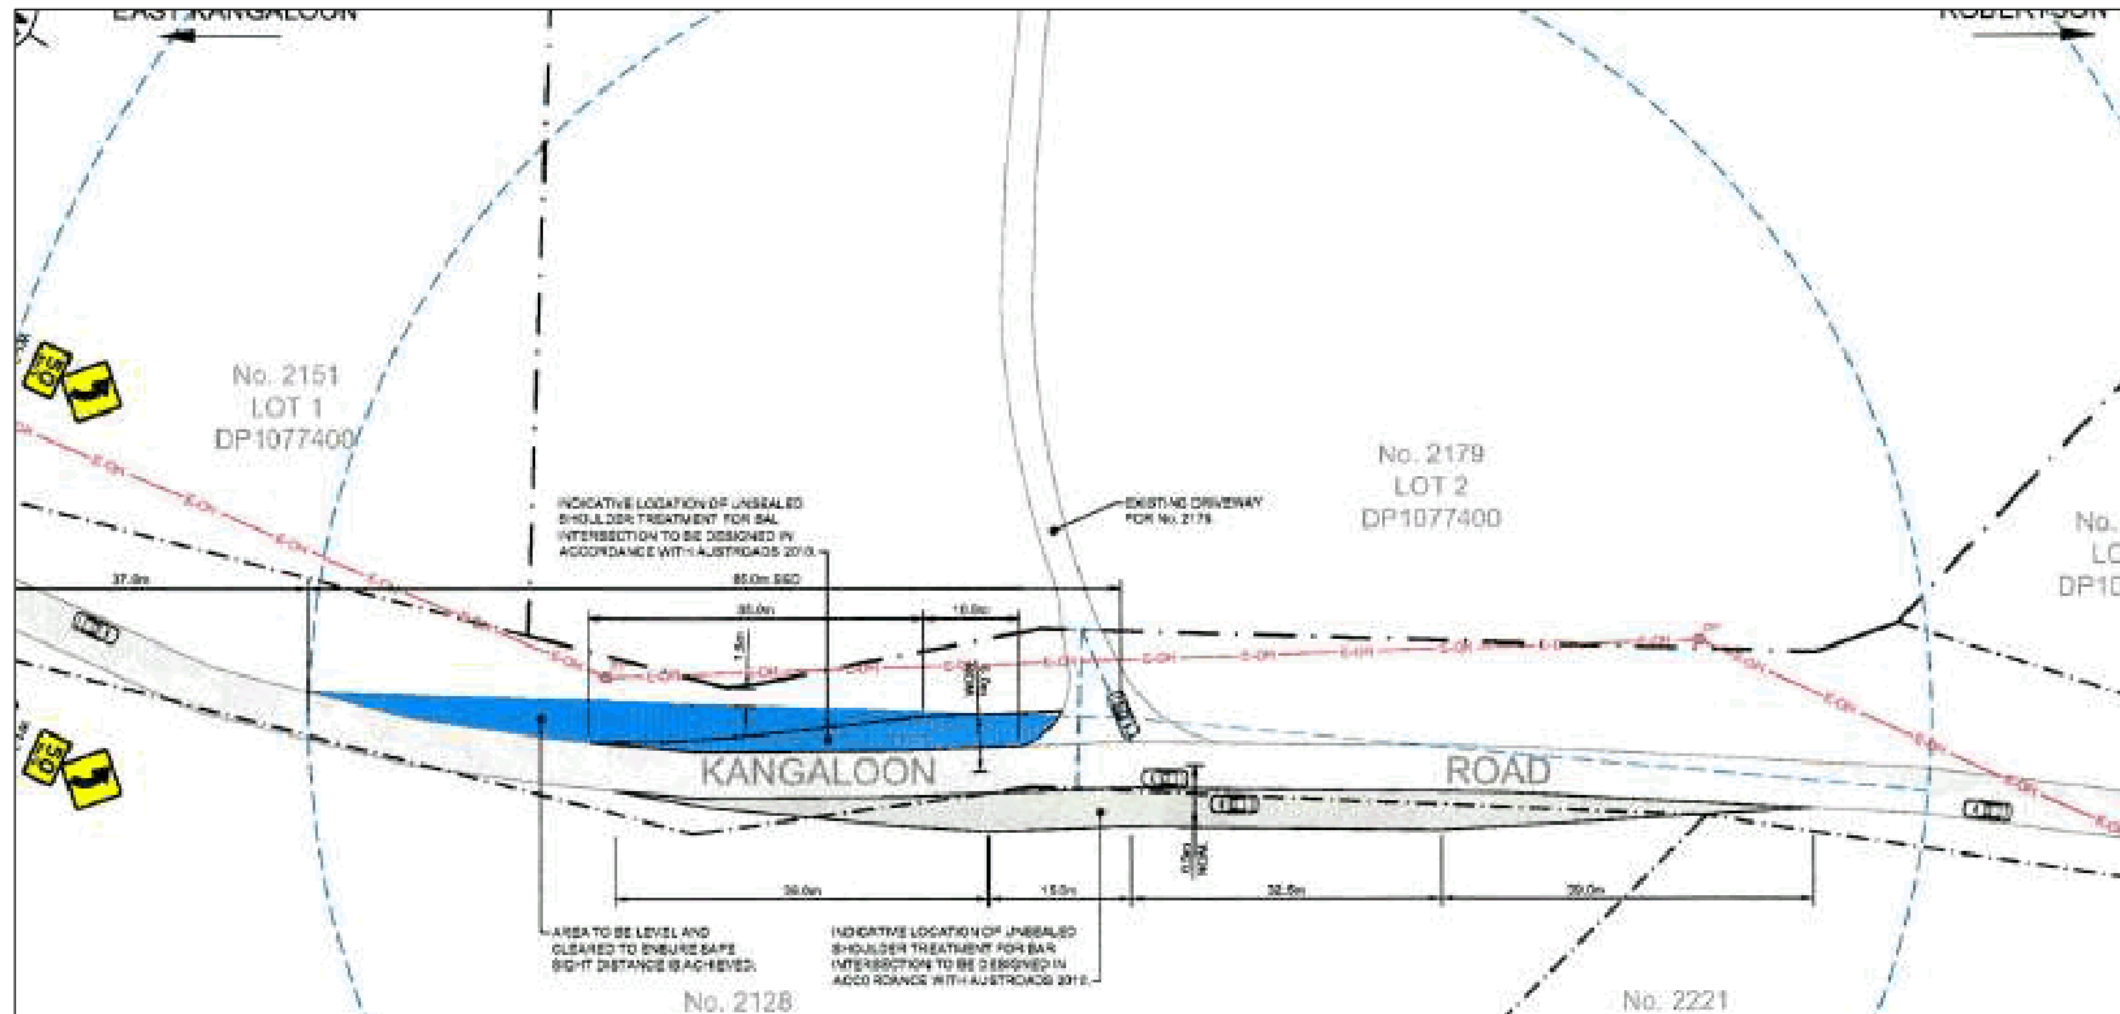 EAST KANGALOON
ROBERTSON
No. 2151
LOT 1
DP1077400
No. 2179
LOT 2
DP1077400
No.
DP10
INDICATIVE LOCATION OF UNSEALED
SHOULDER TREATMENT FOR BAL
INTERSECTION TO BE DESIGNED IN
ACCORDANCE WITH AUSTROADS 2010.
EXISTING DRIVEWAY
FOR No. 2179
37.9m
85.0m SSD
35.0m
KANGALOON ROAD
15.0m
32.5m
39.0m
AREA TO BE LEVEL AND
CLEARED TO ENSURE SAFE
SIGHT DISTANCE IS ACHIEVED.
INDICATIVE LOCATION OF UNSEALED
SHOULDER TREATMENT FOR BAR
INTERSECTION TO BE DESIGNED IN
ACCORDANCE WITH AUSTROADS 2010.
No. 2128
No. 2221